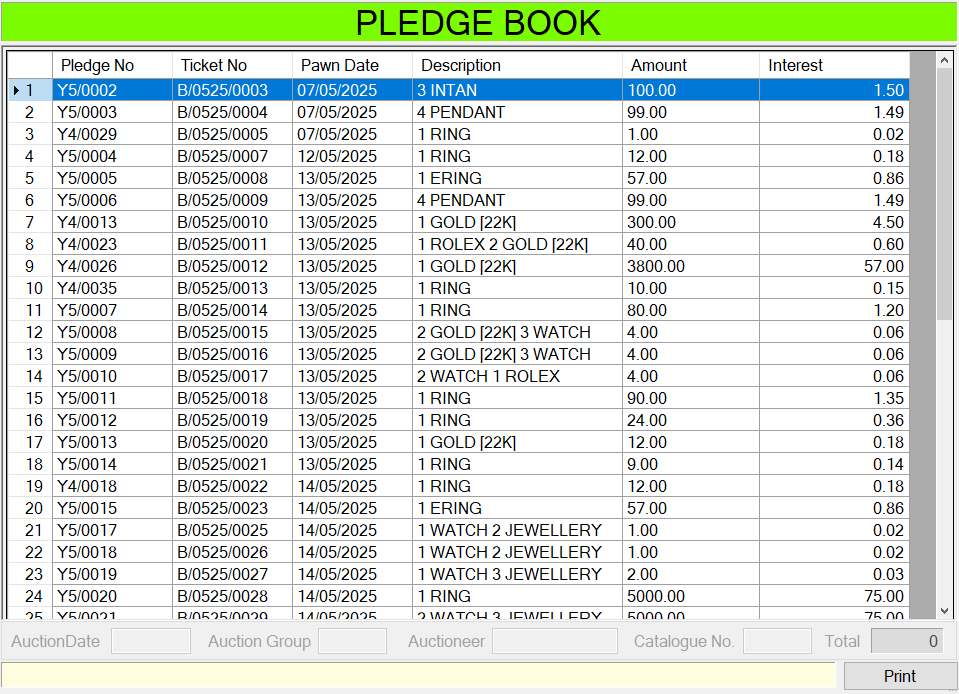 PLEDGE BOOK
Pledge No Ticket No Pawn Date Description Amount Interest
1 Y5/0002 B/0525/0003 07/05/2025 3 INTAN 100.00 1.50
2 Y5/0003 B/0525/0004 07/05/2025 4 PENDANT 99.00 1.49
3 Y4/0029 B/0525/0005 07/05/2025 1 RING 1.00 0.02
4 Y5/0004 B/0525/0007 12/05/2025 1 RING 12.00 0.18
5 Y5/0005 B/0525/0008 13/05/2025 1 ERING 57.00 0.86
6 Y5/0006 B/0525/0009 13/05/2025 4 PENDANT 99.00 1.49
7 Y4/0013 B/0525/0010 13/05/2025 1 GOLD [22K] 300.00 4.50
8 Y4/0023 B/0525/0011 13/05/2025 1 ROLEX 2 GOLD [22K] 40.00 0.60
9 Y4/0026 B/0525/0012 13/05/2025 1 GOLD [22K] 3800.00 57.00
10 Y4/0035 B/0525/0013 13/05/2025 1 RING 10.00 0.15
11 Y5/0007 B/0525/0014 13/05/2025 1 RING 80.00 1.20
12 Y5/0008 B/0525/0015 13/05/2025 2 GOLD [22K] 3 WATCH 4.00 0.06
13 Y5/0009 B/0525/0016 13/05/2025 2 GOLD [22K] 3 WATCH 4.00 0.06
14 Y5/0010 B/0525/0017 13/05/2025 2 WATCH 1 ROLEX 4.00 0.06
15 Y5/0011 B/0525/0018 13/05/2025 1 RING 90.00 1.35
16 Y5/0012 B/0525/0019 13/05/2025 1 RING 24.00 0.36
17 Y5/0013 B/0525/0020 13/05/2025 1 GOLD [22K] 12.00 0.18
18 Y5/0014 B/0525/0021 13/05/2025 1 RING 9.00 0.14
19 Y4/0018 B/0525/0022 14/05/2025 1 RING 12.00 0.18
20 Y5/0015 B/0525/0023 14/05/2025 1 ERING 57.00 0.86
21 Y5/0017 B/0525/0025 14/05/2025 1 WATCH 2 JEWELLERY 1.00 0.02
22 Y5/0018 B/0525/0026 14/05/2025 1 WATCH 2 JEWELLERY 1.00 0.02
23 Y5/0019 B/0525/0027 14/05/2025 1 WATCH 3 JEWELLERY 2.00 0.03
24 Y5/0020 B/0525/0028 14/05/2025 1 RING 5000.00 75.00
25 Y5/0021 B/0525/0029 14/05/2025 2 WATCH 3 JEWELLERY 5000.00 75.00
AuctionDate Auction Group Auctioneer Catalogue No. Total 0
Print